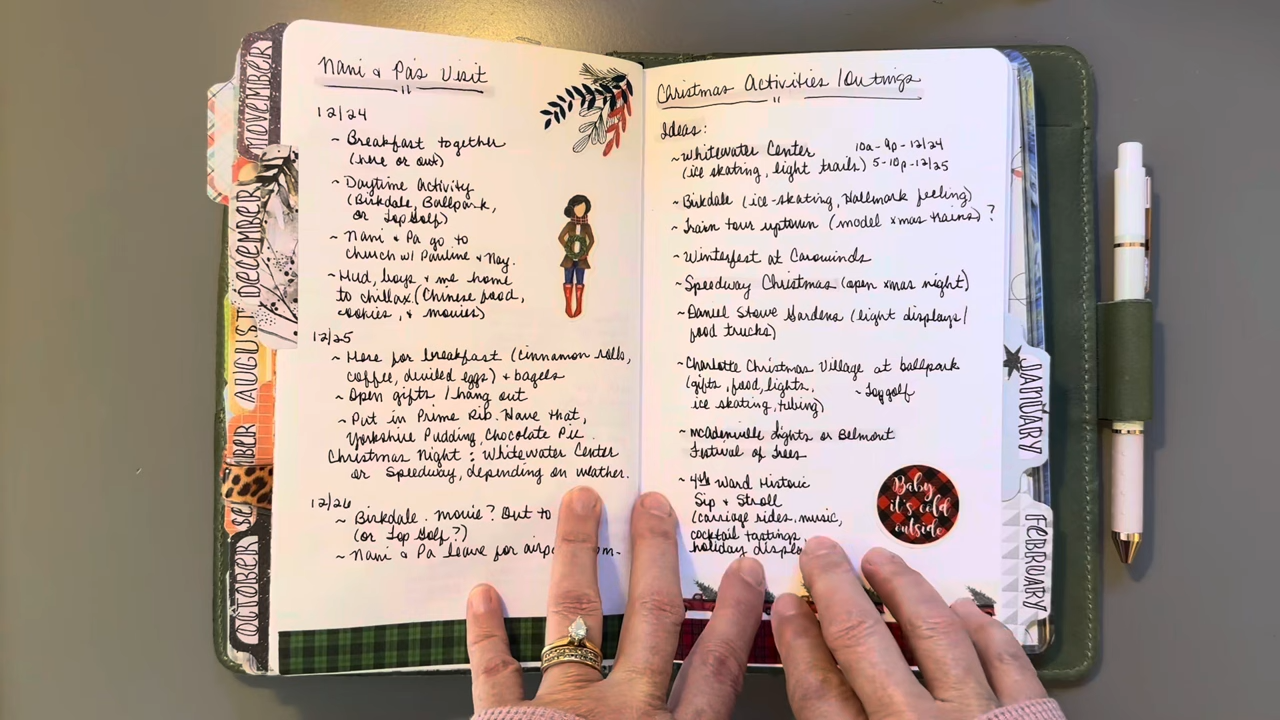 NOVEMBER
DECEMBER
AUGUST
OCTOBER
Nani & Pa's Visit
12/24
~ Breakfast together
(here or out)
~ Daytime Activity
(Birkdale, Ballpark,
or Top Golf)
~ Nani & Pa go to
Church w/ Pauline & Nay.
~ Hud, boys & me home
to chillax. (Chinese food,
cookies, & movies)
12/25
~ Here for breakfast (cinnamon rolls,
coffee, deviled eggs) & bagels
~ Open gifts / hang out
~ Put in Prime Rib. Have that,
Yorkshire Pudding, Chocolate Pie
Christmas Night : Whitewater Center
or Speedway, depending on weather.
12/26
~ Birkdale, movie? Out to
(or Top Golf?)
~ Nani & Pa leave for
Christmas Activities / Outings
Ideas:
~ Whitewater Center 10a - 9p - 12/24
(ice skating, light trails) 5 - 10p - 12/25
~ Birkdale (ice-skating, Hallmark feeling)
~ Train tour uptown (model xmas trains) ?
~ Winterfest at Carowinds
~ Speedway Christmas (open xmas night)
~ Daniel Stowe Gardens (light displays/
food trucks)
~ Charlotte Christmas Village at ballpark
(gifts, food, lights,
ice skating, tubing) ~ Topgolf
~ McAdenville Lights or Belmont
Festival of Trees
~ 4th Ward Historic
Sip & Stroll
(carriage rides, music,
cocktail tastings,
holiday
Baby
it's cold
outside
JANUARY
FEBRUARY